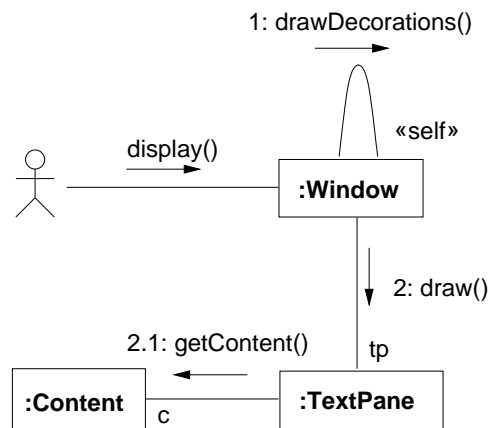 1: drawDecorations()
«self»
display()
:Window
2: draw()
2.1: getContent()
tp
:Content
c
:TextPane